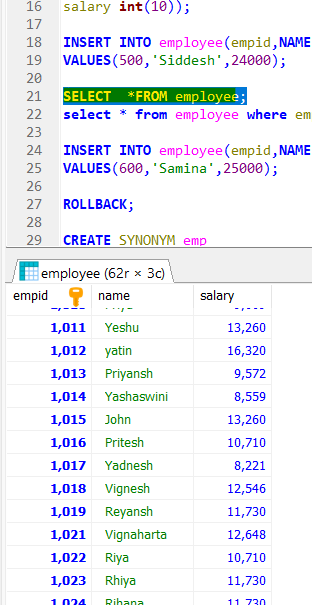 16 salary int(10));
17
18 INSERT INTO employee(empid,NAME
19 VALUES(500,'Siddesh',24000);
20
21 SELECT *FROM employee;
22 select * from employee where em
23
24 INSERT INTO employee(empid,NAME
25 VALUES(600,'Samina',25000);
26
27 ROLLBACK;
28
29 CREATE SYNONYM emp
employee (62r × 3c)
empid name salary
1,011 Yeshu 13,260
1,012 yatin 16,320
1,013 Priyansh 9,572
1,014 Yashaswini 8,559
1,015 John 13,260
1,016 Pritesh 10,710
1,017 Yadnesh 8,221
1,018 Vignesh 12,546
1,019 Reyansh 11,730
1,021 Vignaharta 12,648
1,022 Riya 10,710
1,023 Rhiya 11,730
1,024 Rihana 11,730